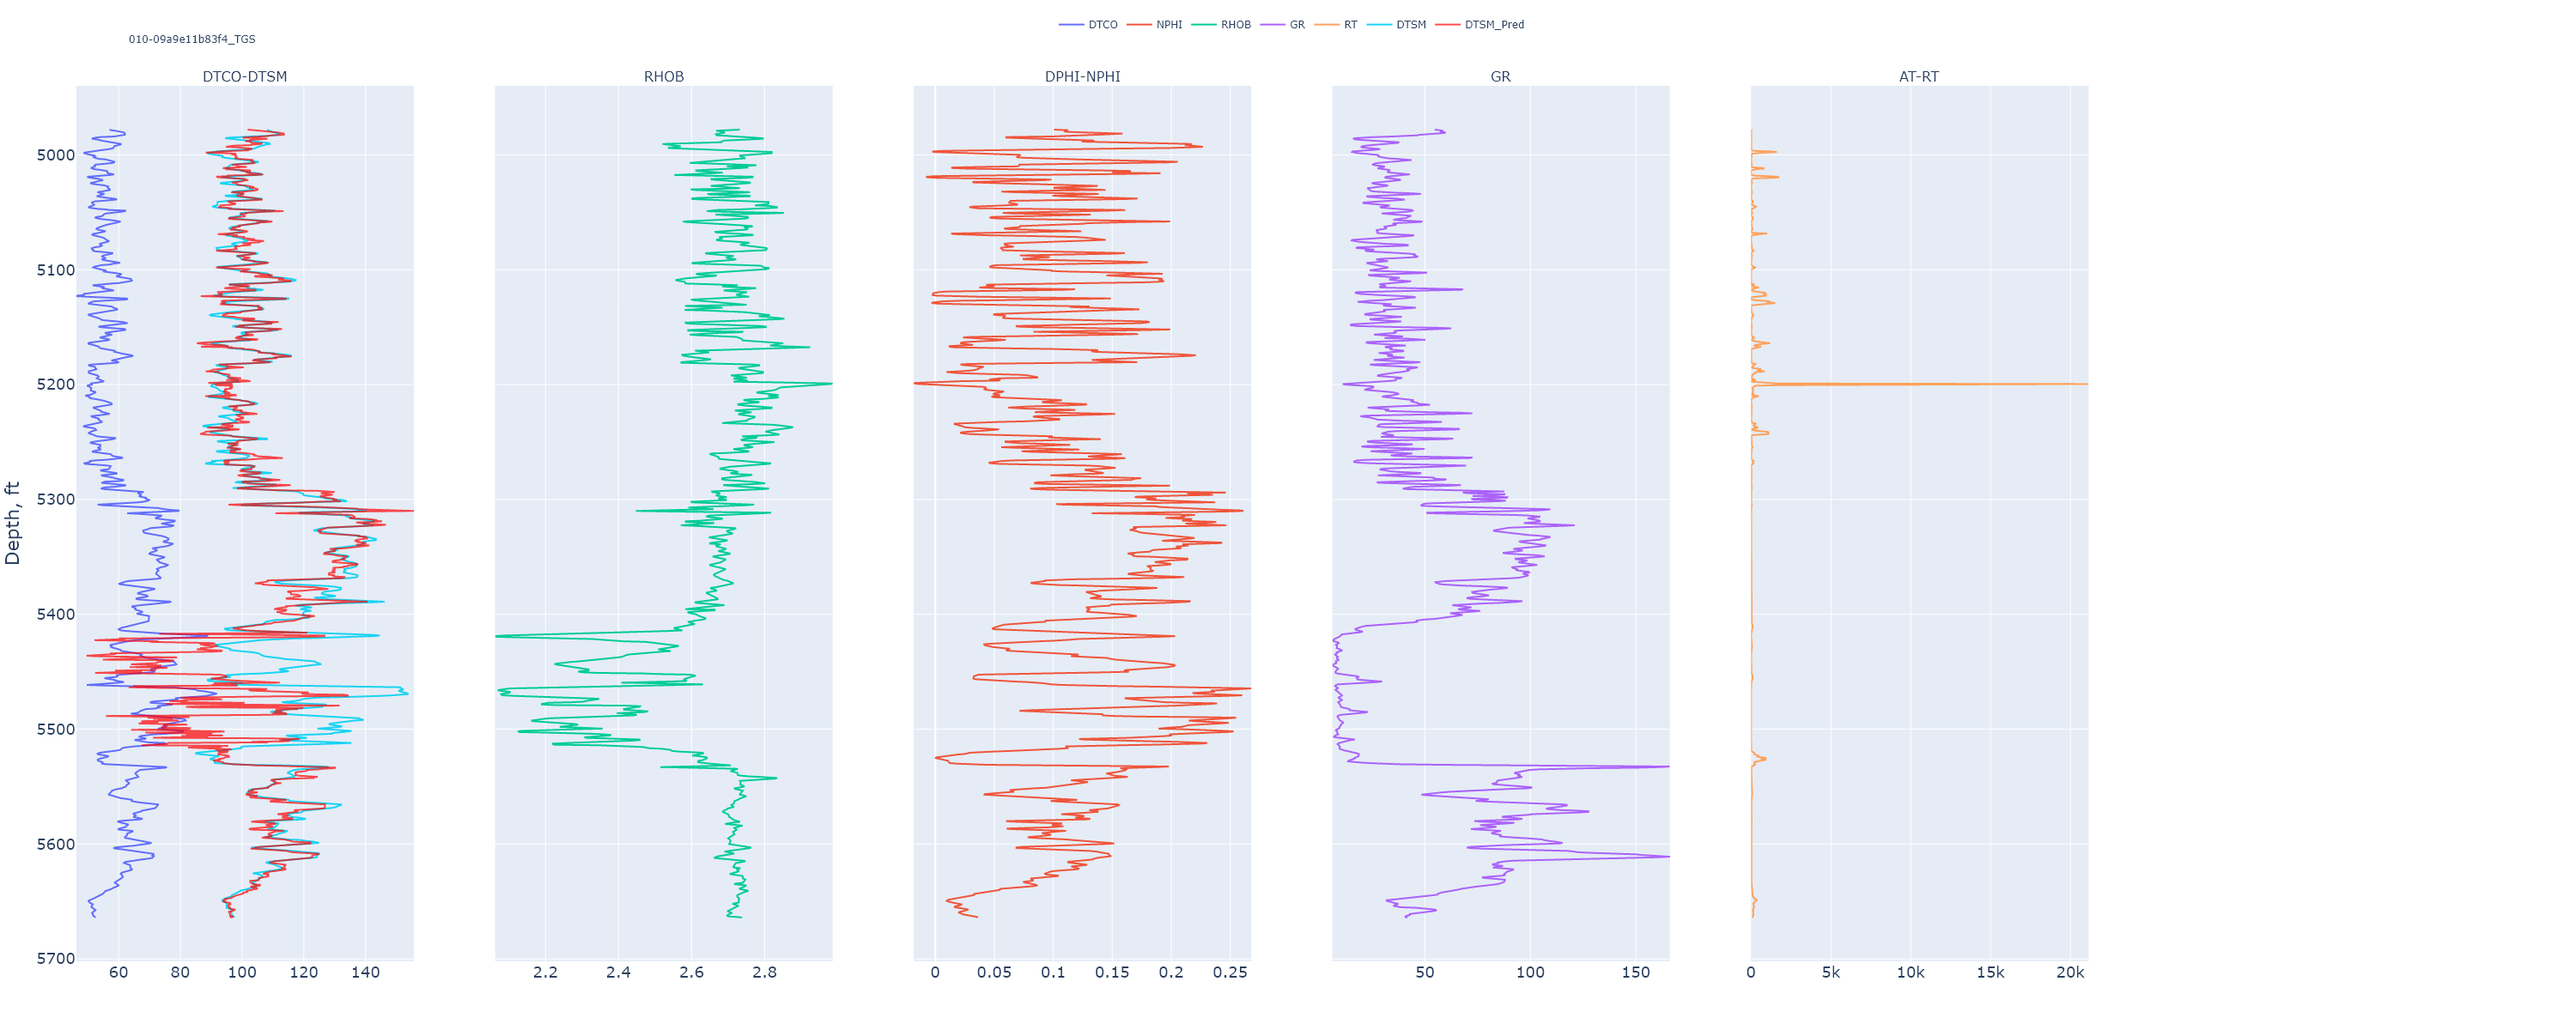 DTCO NPHI RHOB GR RT DTSM DTSM_Pred
010-09a9e11b83f4_TGS
DTCO-DTSM RHOB DPHI-NPHI GR AT-RT
Depth, ft
5000
5100
5200
5300
5400
5500
5600
5700
60 80 100 120 140 2.2 2.4 2.6 2.8 0 0.05 0.1 0.15 0.2 0.25 50 100 150 0 5k 10k 15k 20k